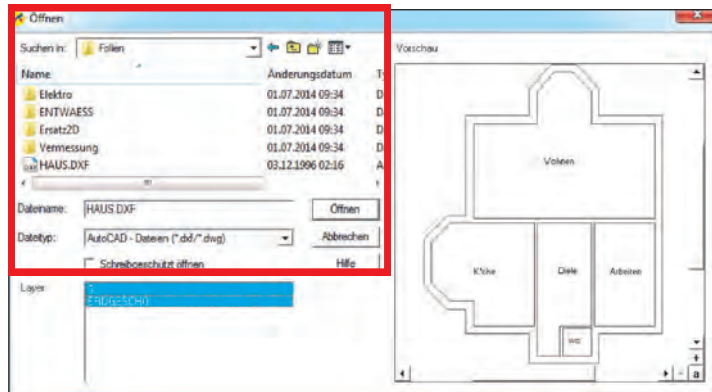 Öffnen
Suchen in: Folien
Vorschau
Name Änderungsdatum
Elektro 01.07.2014 09:34 D
ENTWAESS 01.07.2014 09:34 D
Ersatz2D 01.07.2014 09:34 D
Vermessung 01.07.2014 09:34 D
HAUS.DXF 03.12.1996 02:16 A
Dateiname: HAUS.DXF Öffnen
Dateityp: AutoCAD - Dateien (*.dxf/*.dwg) Abbrechen
Schreibgeschützt öffnen Hilfe
Layer
ERDGESCHO
Wohnen
Küche Diele Arbeiten
WC
+
- a